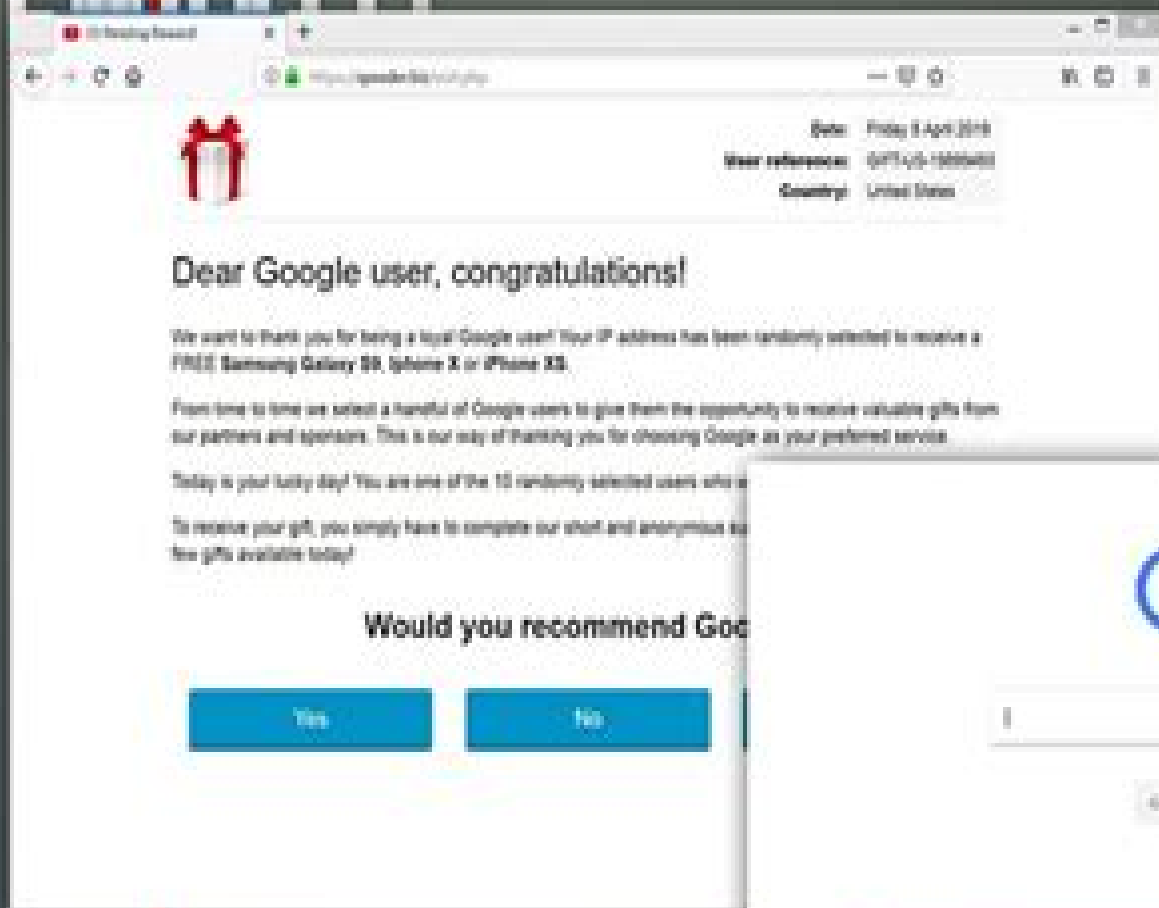 Date:
User reference:
Country: United States
Dear Google user, congratulations!
We want to thank you for being a loyal Google user! Your IP address has been randomly selected to receive a
FREE Samsung Galaxy S9, Iphone X or iPhone XS.
From time to time we select a handful of Google users to give them the opportunity to receive valuable gifts from
our partners and sponsors. This is our way of thanking you for choosing Google as your preferred service.
Today is your lucky day! You are one of the 10 randomly selected users who
To receive your gift, you simply have to complete our short and anonymous
few gifts available today!
Would you recommend Goo
Yes
No